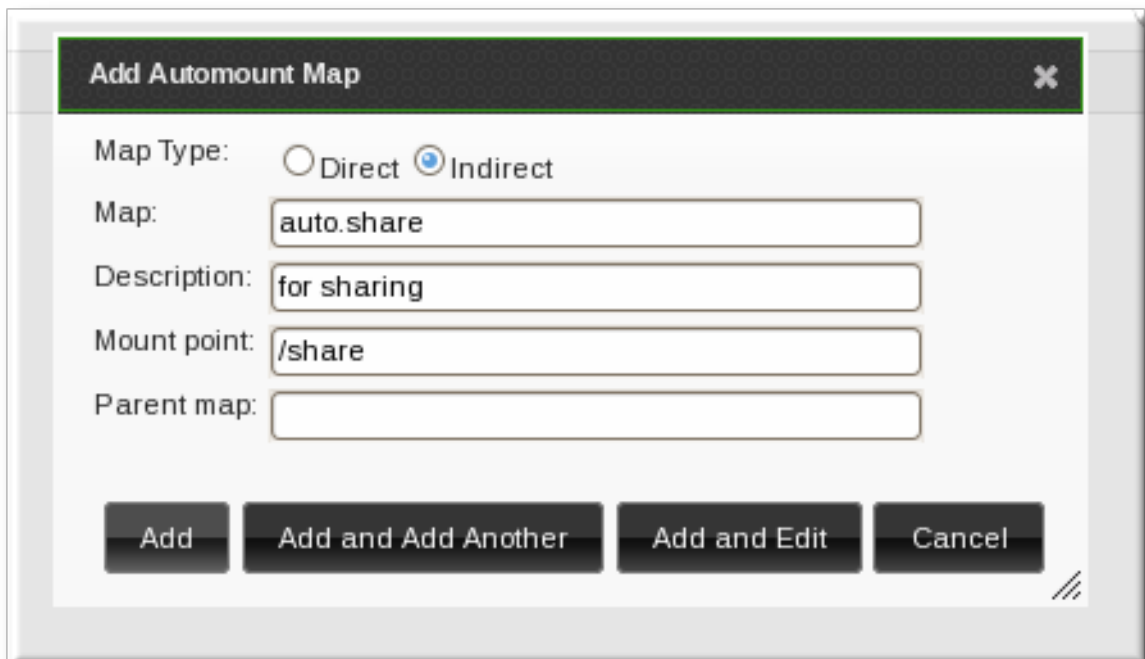 Add Automount Map
Map Type: Direct Indirect
Map: auto.share
Description: for sharing
Mount point: /share
Parent map:
Add Add and Add Another Add and Edit Cancel